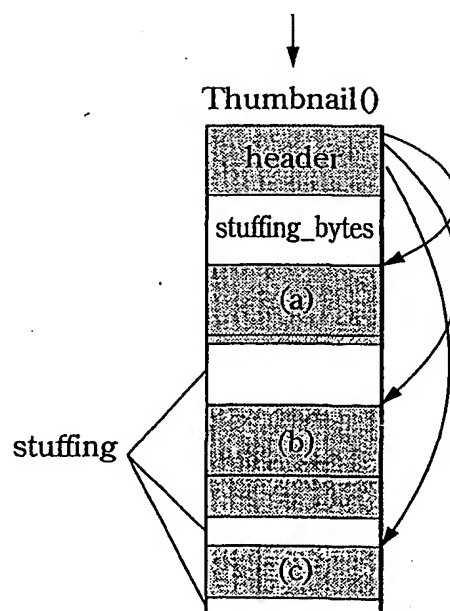 Thumbnail()
header
stuffing_bytes
(a)
stuffing
(b)
(c)